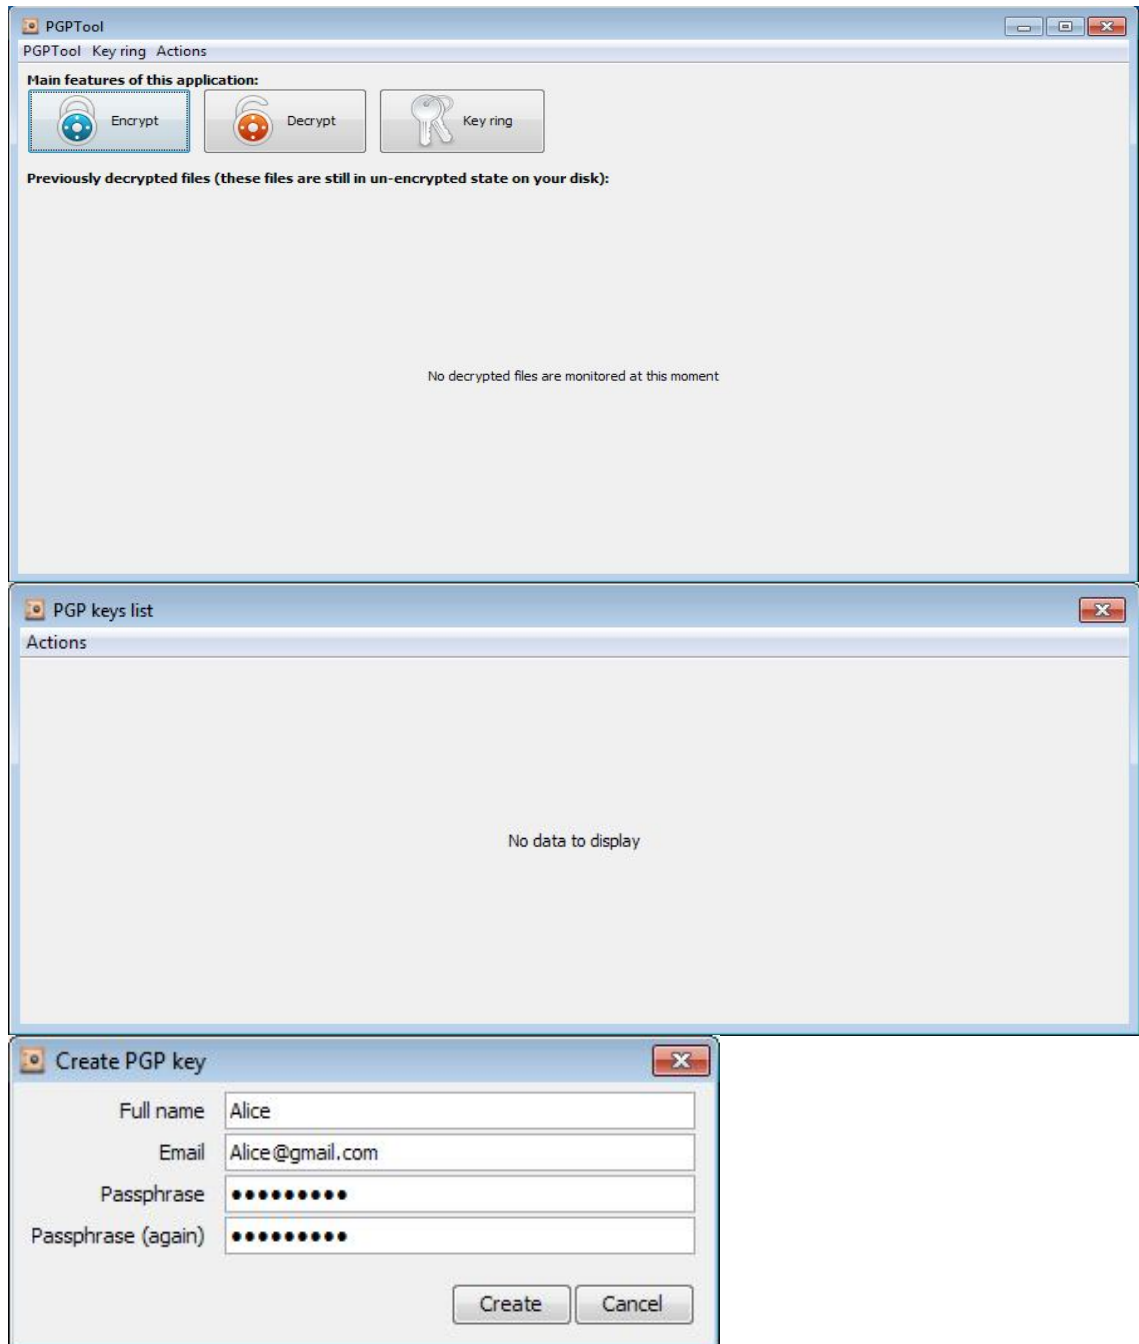 PGPTool
PGPTool Key ring Actions
Main features of this application:
Encrypt Decrypt Key ring
Previously decrypted files (these files are still in un-encrypted state on your disk):
No decrypted files are monitored at this moment
PGP keys list
Actions
No data to display
Create PGP key
Full name Alice
Email Alice@gmail.com
Passphrase •••••••••
Passphrase (again) •••••••••
Create Cancel